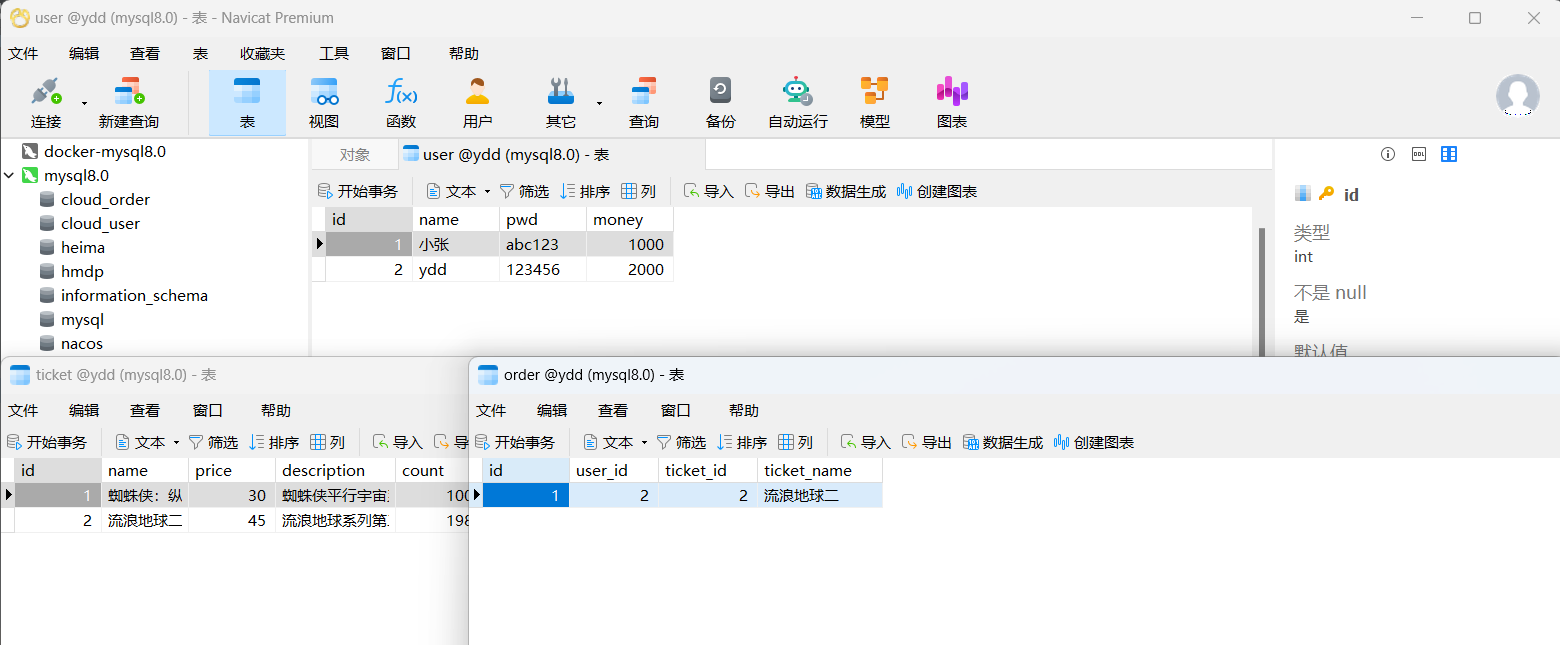 user @ydd (mysql8.0) - 表 - Navicat Premium
文件 编辑 查看 表 收藏夹 工具 窗口 帮助
连接 新建查询 表 视图 函数 用户 其它 查询 备份 自动运行 模型 图表
docker-mysql8.0
mysql8.0
cloud_order
cloud_user
heima
hmdp
information_schema
mysql
nacos
对象 user @ydd (mysql8.0) - 表
开始事务 文本 筛选 排序 列 导入 导出 数据生成 创建图表
id name pwd money
1 小张 abc123 1000
2 ydd 123456 2000
DDL
id
类型
int
不是 null
是
默认值
ticket @ydd (mysql8.0) - 表
文件 编辑 查看 窗口 帮助
开始事务 文本 筛选 排序 列 导入 导
id name price description count
1 蜘蛛侠：纵 30 蜘蛛侠平行宇宙 100
2 流浪地球二 45 流浪地球系列第 198
order @ydd (mysql8.0) - 表
文件 编辑 查看 窗口 帮助
开始事务 文本 筛选 排序 列 导入 导出 数据生成 创建图表
id user_id ticket_id ticket_name
1 2 2 流浪地球二